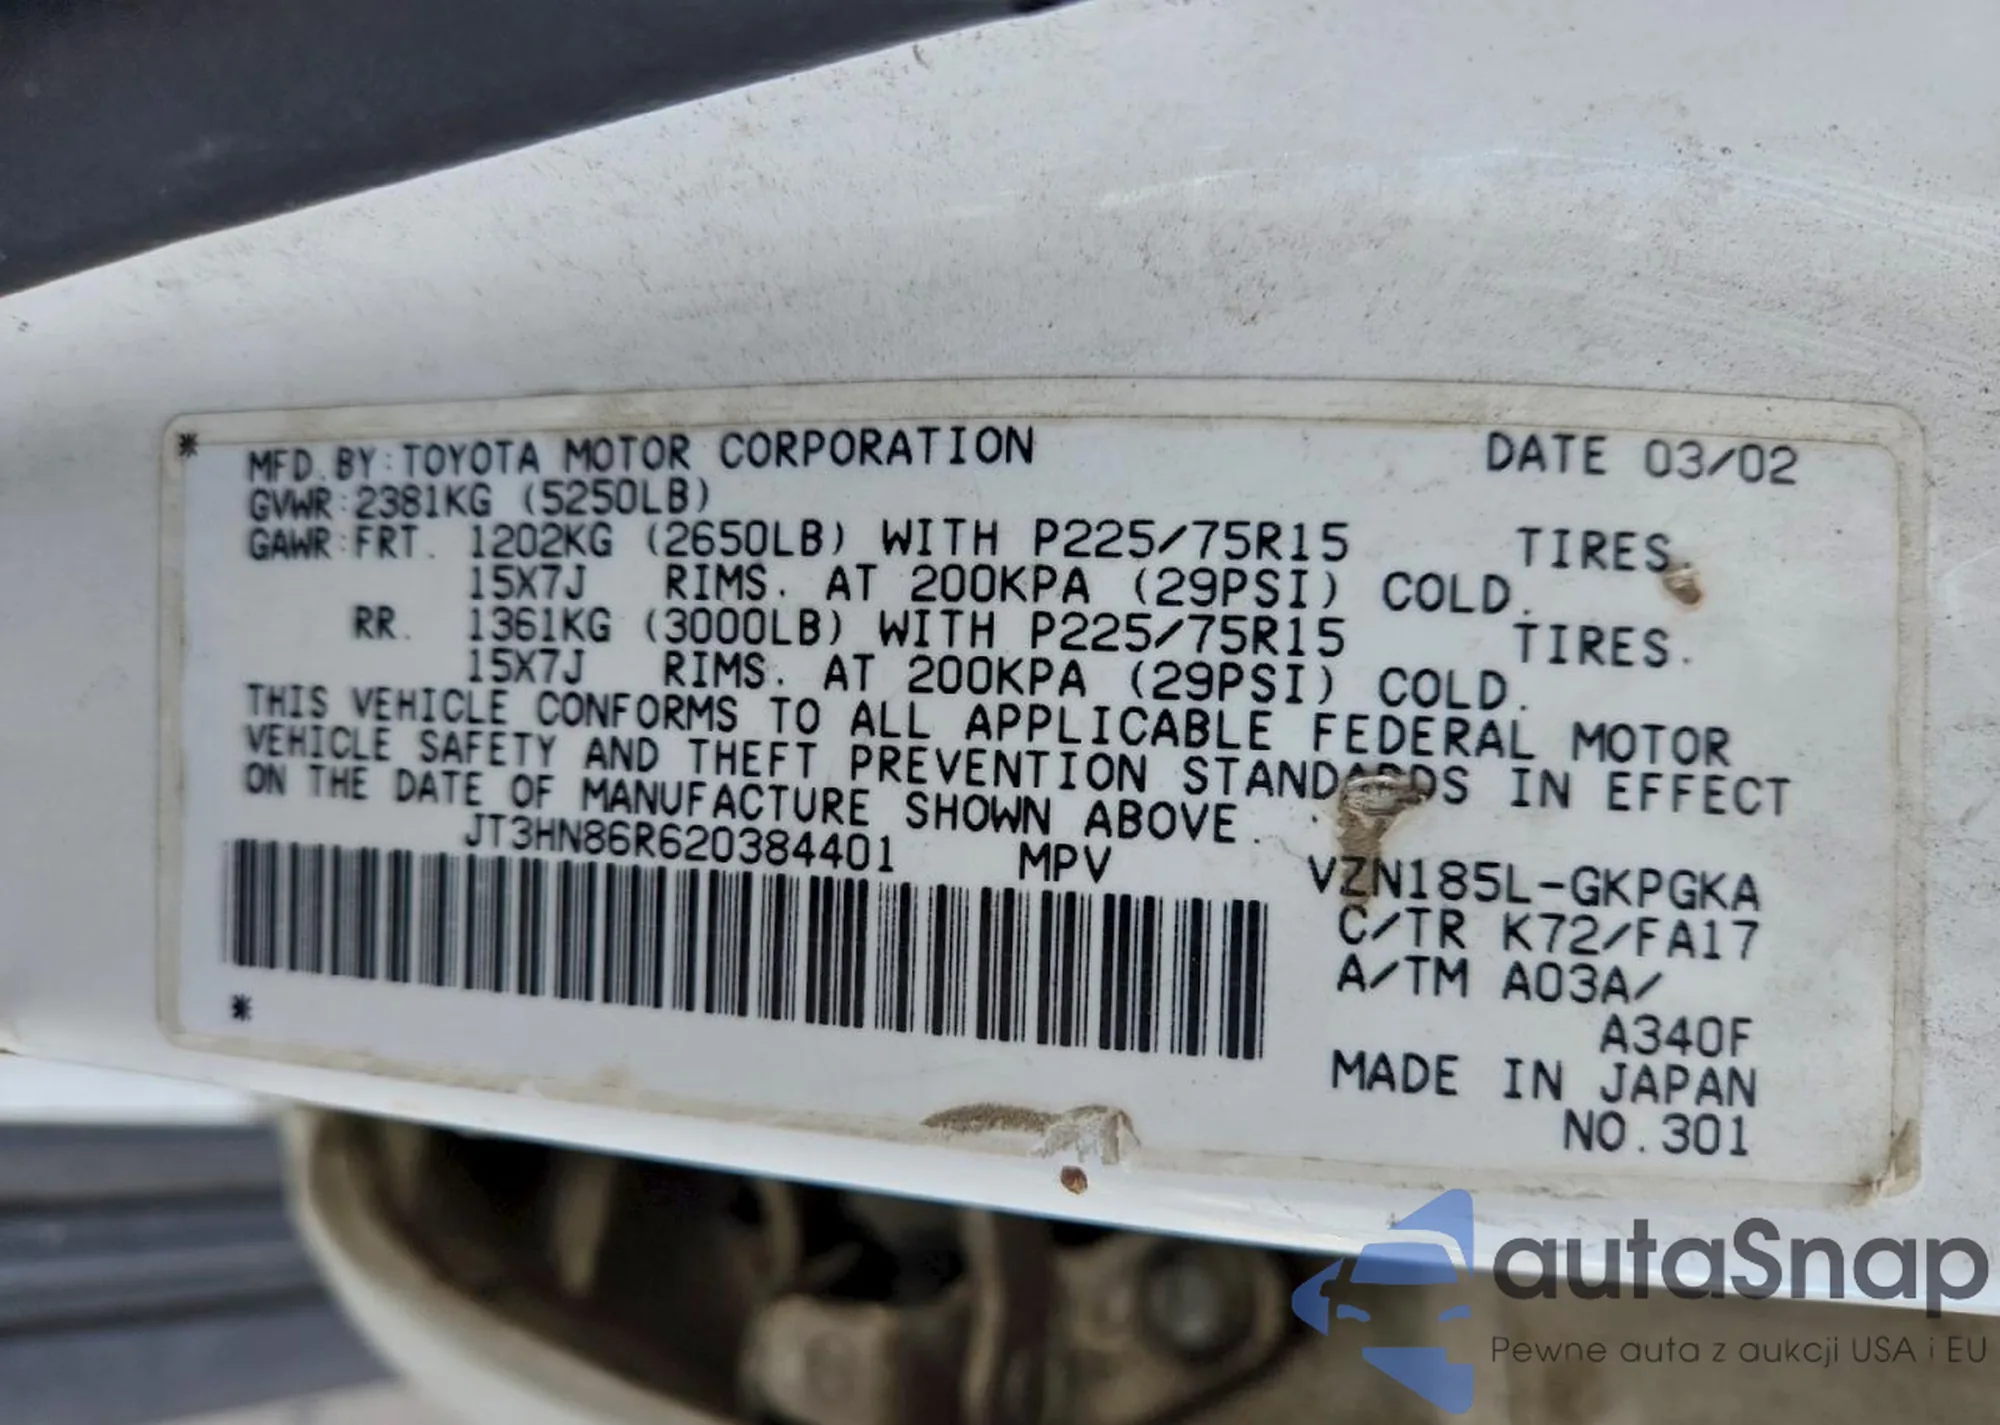 * MFD. BY: TOYOTA MOTOR CORPORATION DATE 03/02
GVWR: 2381KG (5250LB)
GAWR: FRT. 1202KG (2650LB) WITH P225/75R15 TIRES.
15X7J RIMS. AT 200KPA (29PSI) COLD.
RR. 1361KG (3000LB) WITH P225/75R15 TIRES.
15X7J RIMS. AT 200KPA (29PSI) COLD.
THIS VEHICLE CONFORMS TO ALL APPLICABLE FEDERAL MOTOR
VEHICLE SAFETY AND THEFT PREVENTION STANDARDS IN EFFECT
ON THE DATE OF MANUFACTURE SHOWN ABOVE.
JT3HN86R620384401 MPV VZN185L-GKPGKA
C/TR K72/FA17
A/TM A03A/
* A340F
MADE IN JAPAN
NO. 301
autaSnap
Pewne auta z aukcji USA i EU